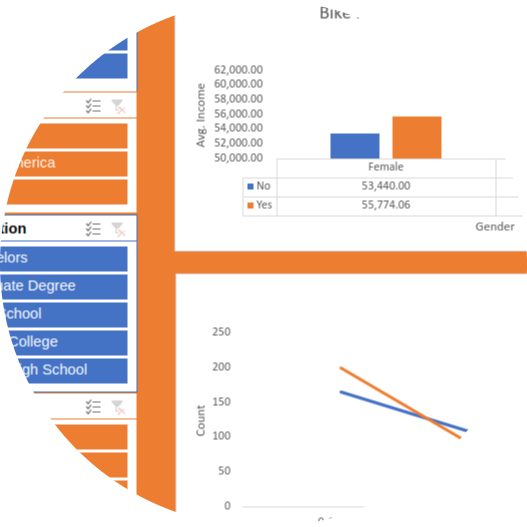 Bike
62,000.00
60,000.00
58,000.00
56,000.00
54,000.00
52,000.00
50,000.00
Avg. Income
Female
No 53,440.00
Yes 55,774.06
Gender
erica
tion
elors
uate Degree
School
College
gh School
250
200
150
100
50
0
Count